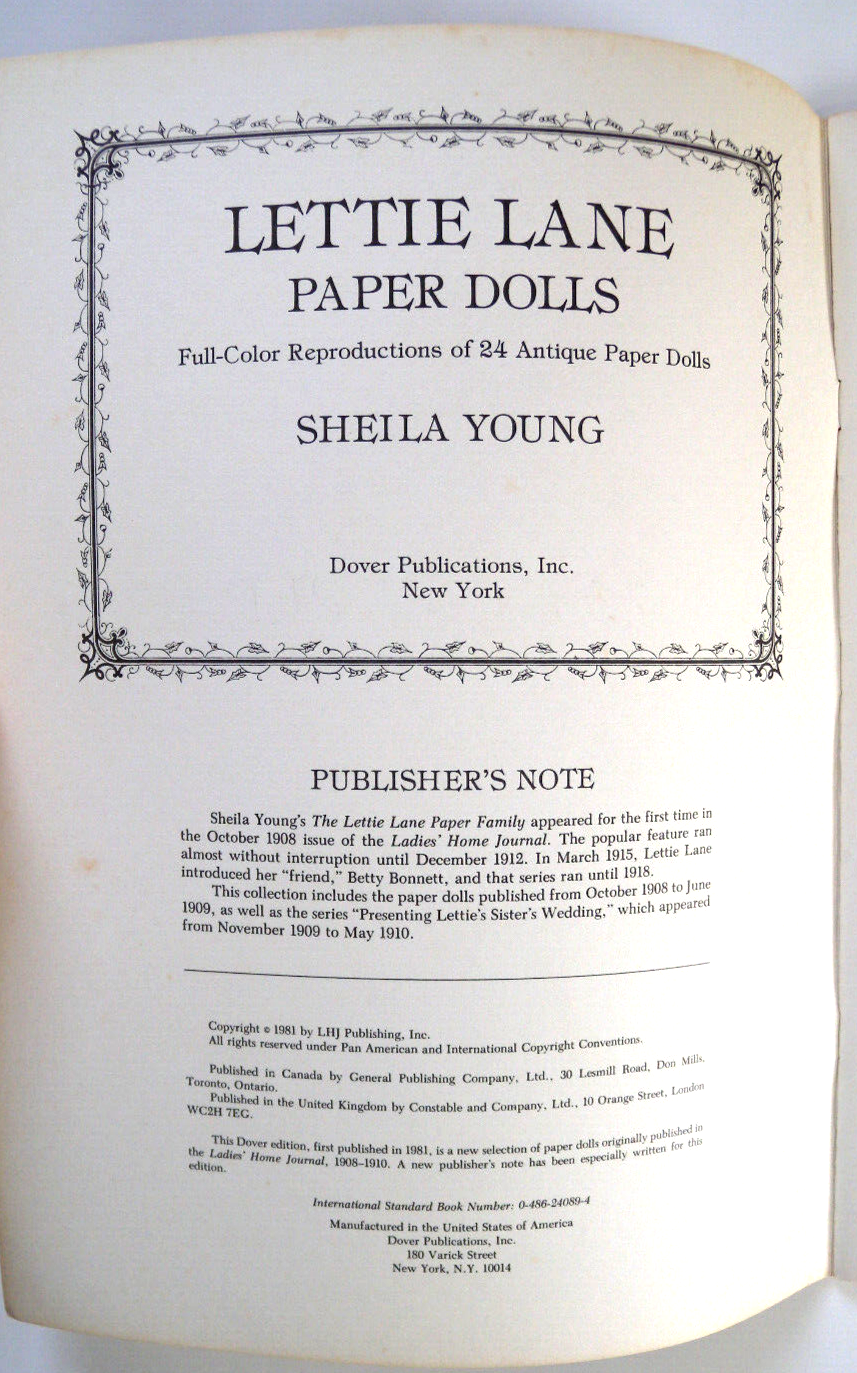 LETTIE LANE
PAPER DOLLS
Full-Color Reproductions of 24 Antique Paper Dolls
SHEILA YOUNG
Dover Publications, Inc.
New York
PUBLISHER'S NOTE
Sheila Young's The Lettie Lane Paper Family appeared for the first time in
the October 1908 issue of the Ladies' Home Journal. The popular feature ran
almost without interruption until December 1912. In March 1915, Lettie Lane
introduced her "friend," Betty Bonnett, and that series ran until 1918.
This collection includes the paper dolls published from October 1908 to June
1909, as well as the series "Presenting Lettie's Sister's Wedding," which appeared
from November 1909 to May 1910.
Copyright © 1981 by LHJ Publishing, Inc.
All rights reserved under Pan American and International Copyright Conventions.
Published in Canada by General Publishing Company, Ltd., 30 Lesmill Road, Don Mills,
Toronto, Ontario.
Published in the United Kingdom by Constable and Company, Ltd., 10 Orange Street, London
WC2H 7EG.
This Dover edition, first published in 1981, is a new selection of paper dolls originally published in
the Ladies' Home Journal, 1908–1910. A new publisher's note has been especially written for this
edition.
International Standard Book Number: 0-486-24089-4
Manufactured in the United States of America
Dover Publications, Inc.
180 Varick Street
New York, N.Y. 10014